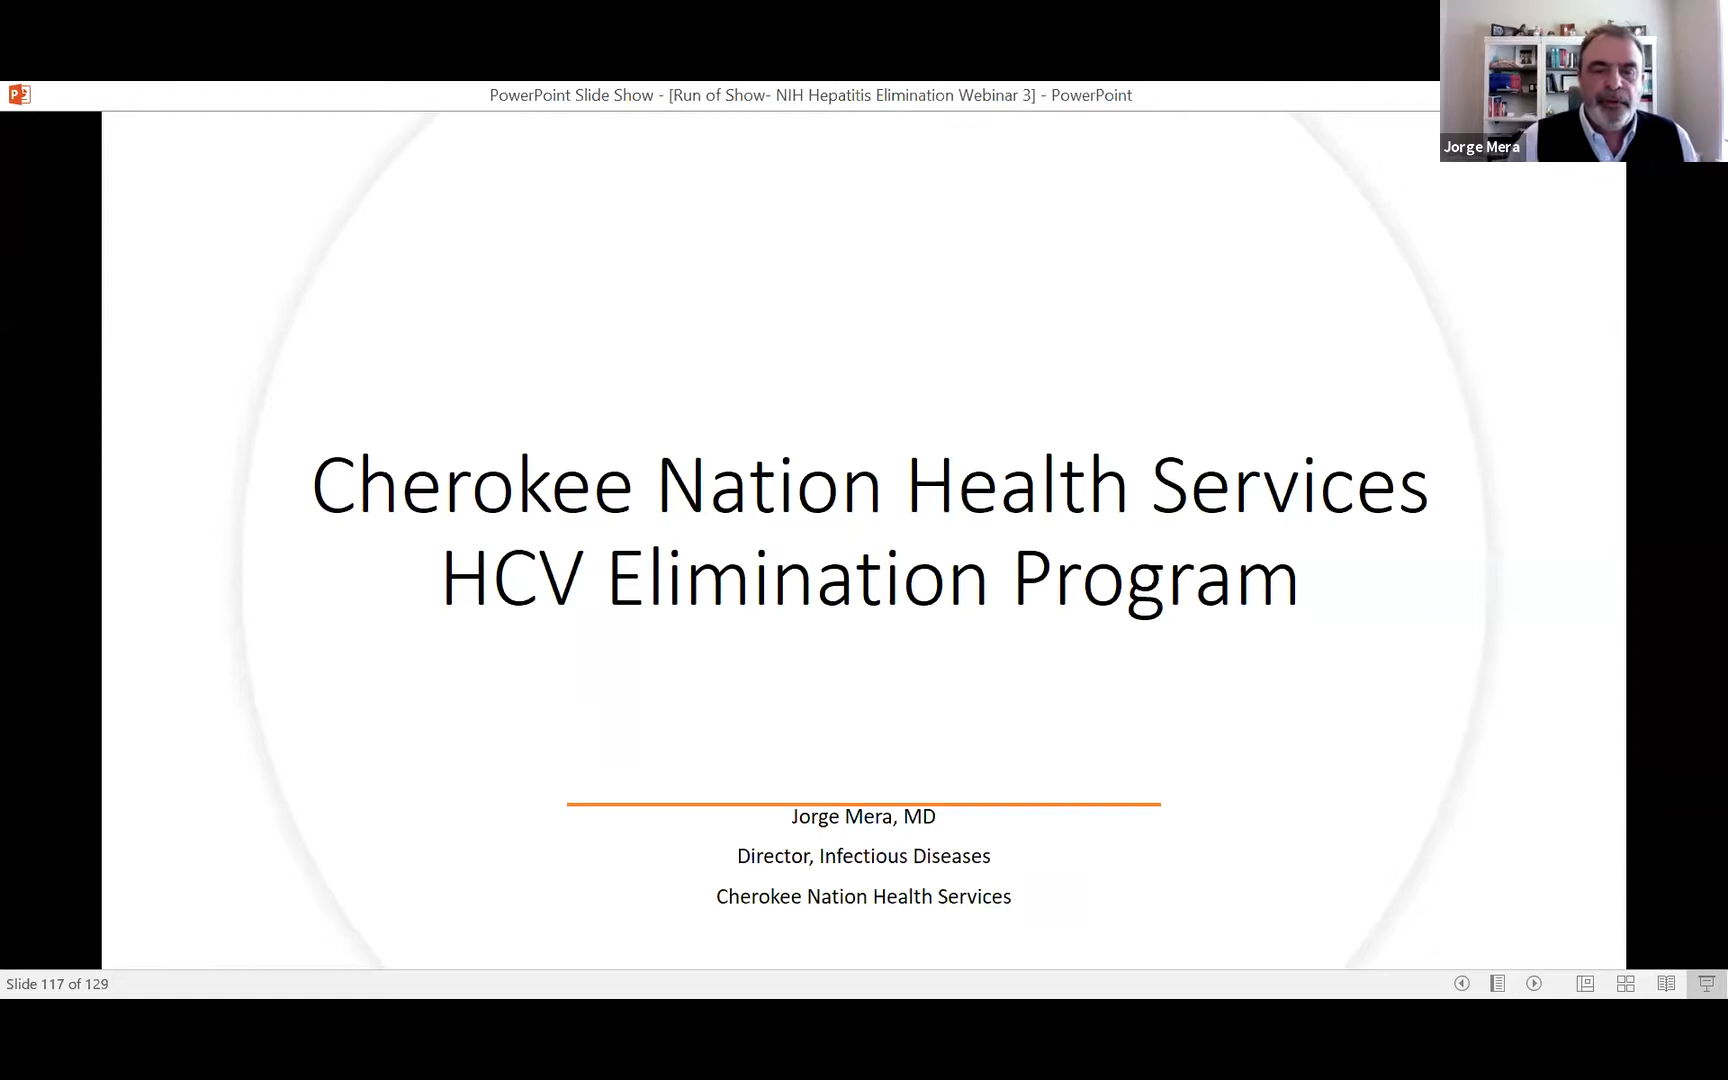 PowerPoint Slide Show - [Run of Show- NIH Hepatitis Elimination Webinar 3] - PowerPoint
Jorge Mera
Cherokee Nation Health Services
HCV Elimination Program
Jorge Mera, MD
Director, Infectious Diseases
Cherokee Nation Health Services
Slide 117 of 129